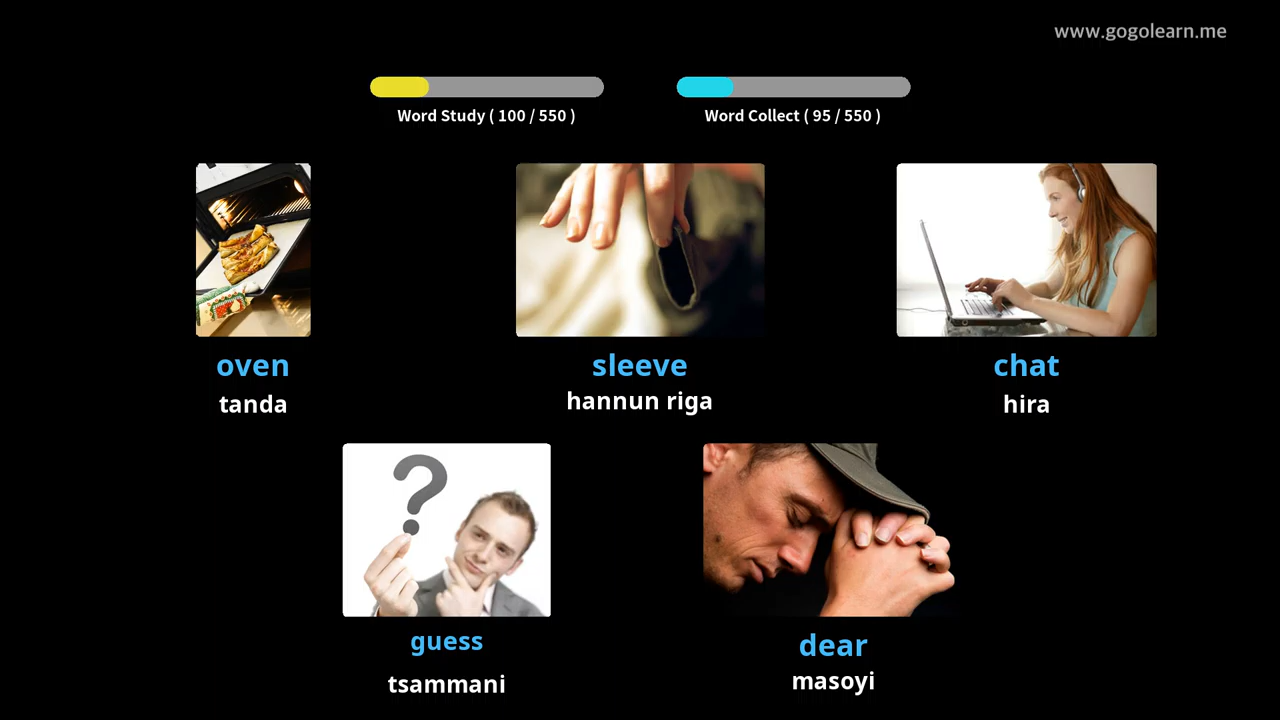 www.gogolearn.me
Word Study ( 100 / 550 )
Word Collect ( 95 / 550 )
oven
tanda
sleeve
hannun riga
chat
hira
guess
tsammani
dear
masoyi